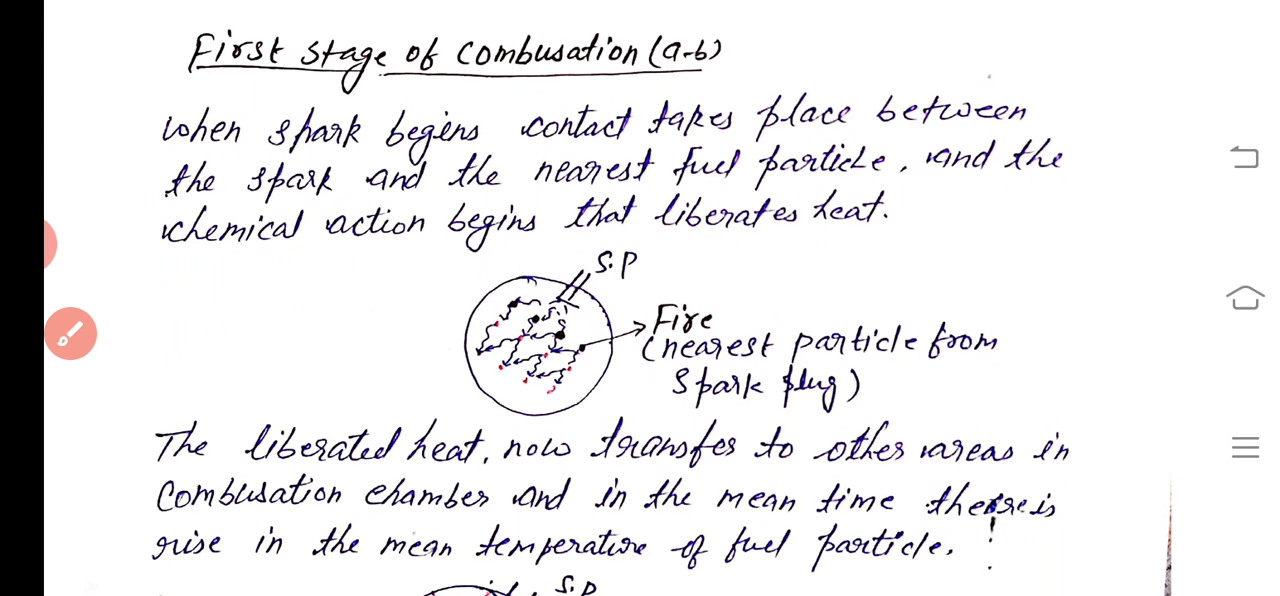 First stage of combusation (a-b)
when spark begins contact takes place between
the spark and the nearest fuel particle, and the
chemical action begins that liberates heat.
S.P
Fire
(nearest particle from
spark plug)
The liberated heat, now transfer to other areas in
combusation chamber and in the mean time there is
rise in the mean temperature of fuel particle.
S.P